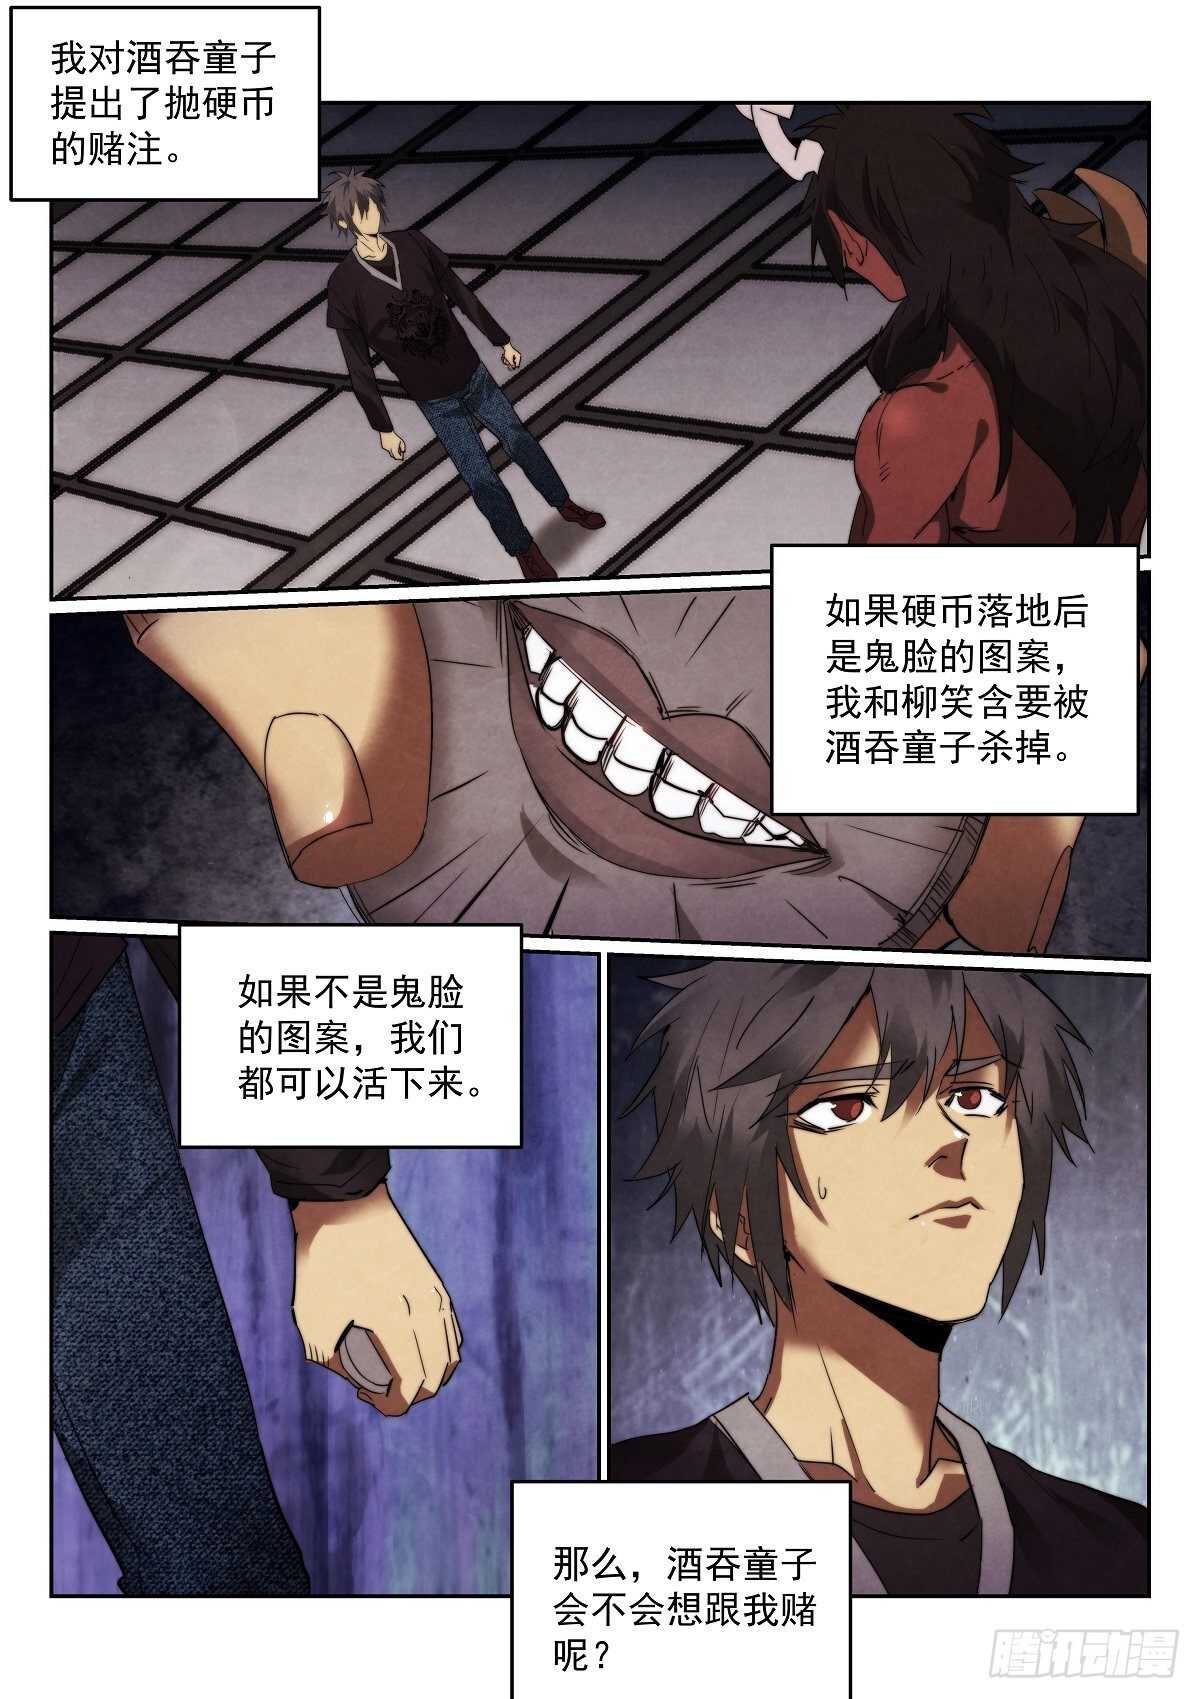 我对酒吞童子
提出了抛硬币
的赌注。
如果硬币落地后
是鬼脸的图案，
我和柳笑含要被
酒吞童子杀掉。
如果不是鬼脸
的图案，我们
都可以活下来。
那么，酒吞童子
会不会想跟我赌
呢？
腾讯动漫